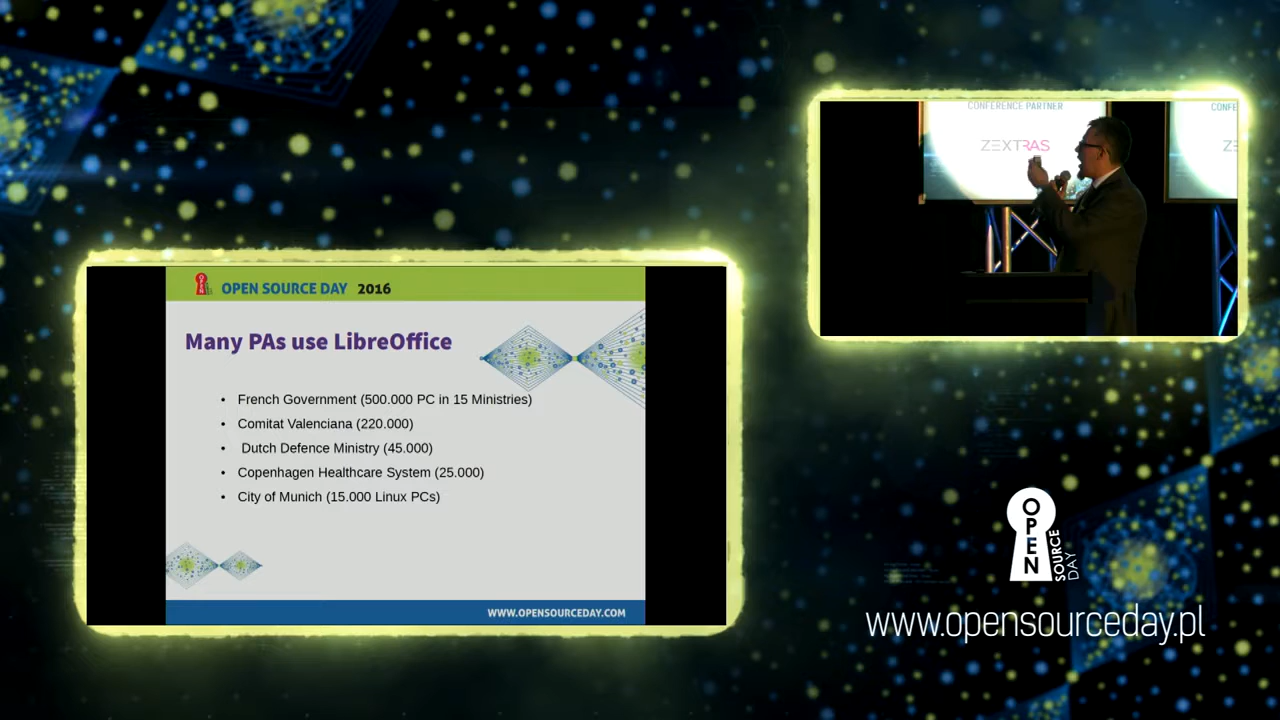 CONFERENCE PARTNER
CONFE
ZEXTRAS
ZE
OPEN SOURCE DAY 2016
Many PAs use LibreOffice
• French Government (500.000 PC in 15 Ministries)
• Comitat Valenciana (220.000)
• Dutch Defence Ministry (45.000)
• Copenhagen Healthcare System (25.000)
• City of Munich (15.000 Linux PCs)
WWW.OPENSOURCEDAY.COM
OPEN
SOURCE
DAY
www.opensourceday.pl